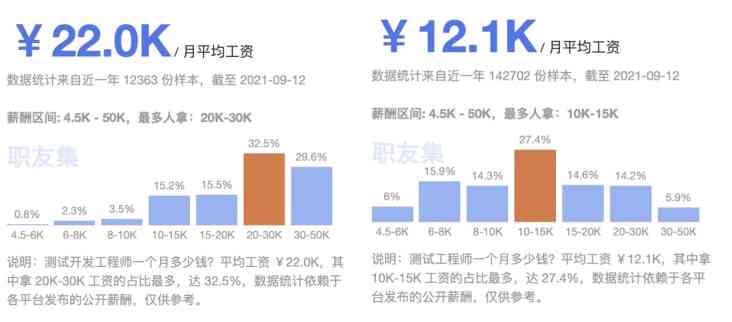 ￥22.0K / 月平均工资
数据统计来自近一年 12363 份样本，截至 2021-09-12
薪酬区间: 4.5K - 50K，最多人拿：20K-30K
职友集
0.8%
2.3%
3.5%
15.2%
15.5%
32.5%
29.6%
4.5-6K 6-8K 8-10K 10-15K 15-20K 20-30K 30-50K
说明：测试开发工程师一个月多少钱？平均工资 ￥22.0K，其
中拿 20K-30K 工资的占比最多，达 32.5%，数据统计依赖于
各平台发布的公开薪酬，仅供参考。
￥12.1K / 月平均工资
数据统计来自近一年 142702 份样本，截至 2021-09-12
薪酬区间: 4.5K - 50K，最多人拿：10K-15K
职友集
6%
15.9%
14.3%
27.4%
14.6%
14.2%
5.9%
4.5-6K 6-8K 8-10K 10-15K 15-20K 20-30K 30-50K
说明：测试工程师一个月多少钱？平均工资 ￥12.1K，其中拿
10K-15K 工资的占比最多，达 27.4%，数据统计依赖于各平
台发布的公开薪酬，仅供参考。